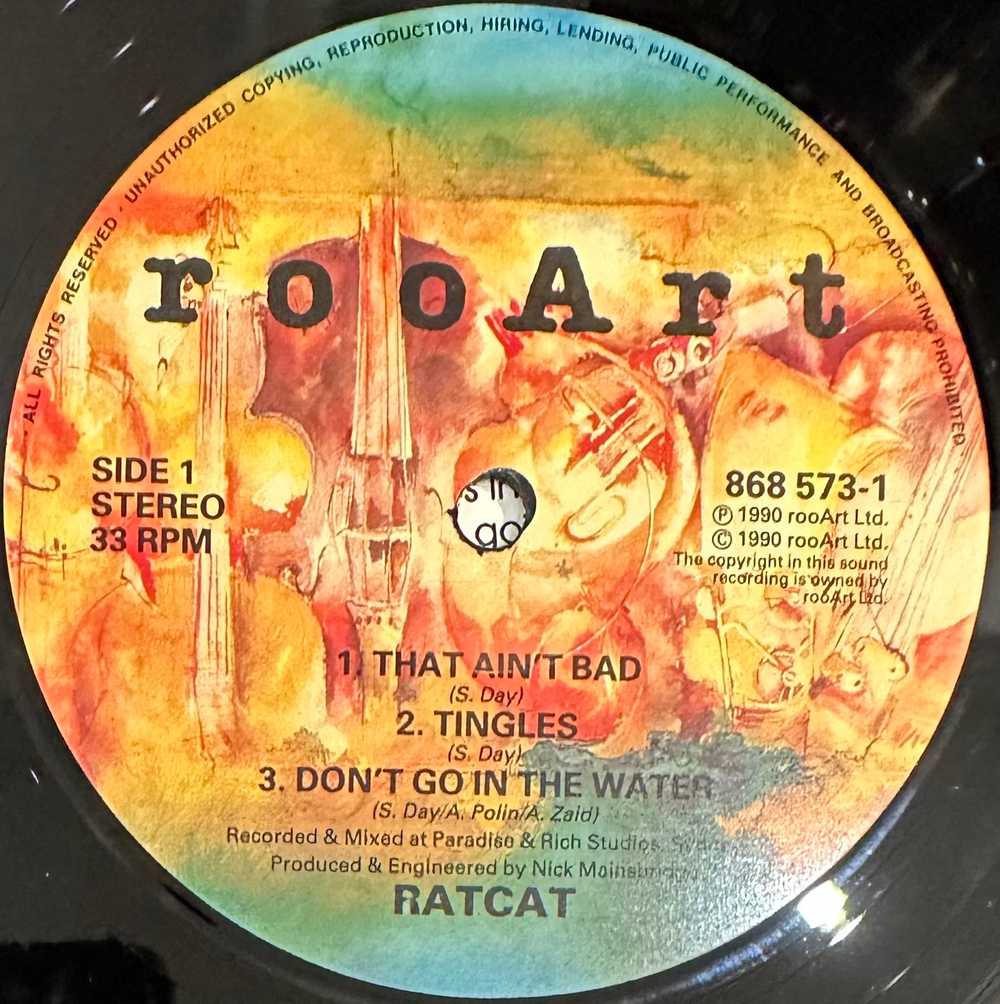 ALL RIGHTS RESERVED · UNAUTHORIZED COPYING, REPRODUCTION, HIRING, LENDING, PUBLIC PERFORMANCE AND BROADCASTING PROHIBITED
rooArt
SIDE 1
STEREO
33 RPM
868 573-1
Ⓟ 1990 rooArt Ltd.
© 1990 rooArt Ltd.
The copyright in this sound
recording is owned by
rooArt Ltd.
1. THAT AIN'T BAD
(S. Day)
2. TINGLES
(S. Day)
3. DON'T GO IN THE WATER
(S. Day/A. Polin/A. Zaid)
Recorded & Mixed at Paradise & Rich Studios,
Produced & Engineered by Nick Mainsbridge
RATCAT